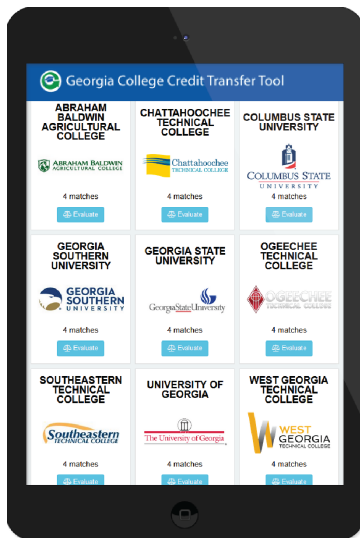 Georgia College Credit Transfer Tool
ABRAHAM
BALDWIN
AGRICULTURAL
COLLEGE
ABRAHAM BALDWIN
AGRICULTURAL COLLEGE
4 matches
Evaluate
CHATTAHOOCHEE
TECHNICAL
COLLEGE
Chattahoochee
TECHNICAL COLLEGE
4 matches
Evaluate
COLUMBUS STATE
UNIVERSITY
COLUMBUS STATE
UNIVERSITY
4 matches
Evaluate
GEORGIA
SOUTHERN
UNIVERSITY
GEORGIA
SOUTHERN
UNIVERSITY
4 matches
Evaluate
GEORGIA STATE
UNIVERSITY
GeorgiaStateUniversity
4 matches
Evaluate
OGEECHEE
TECHNICAL
COLLEGE
OGEECHEE
TECHNICAL COLLEGE
4 matches
Evaluate
SOUTHEASTERN
TECHNICAL
COLLEGE
Southeastern
TECHNICAL COLLEGE
4 matches
Evaluate
UNIVERSITY OF
GEORGIA
The University of Georgia
4 matches
Evaluate
WEST GEORGIA
TECHNICAL
COLLEGE
WEST
GEORGIA
TECHNICAL COLLEGE
4 matches
Evaluate